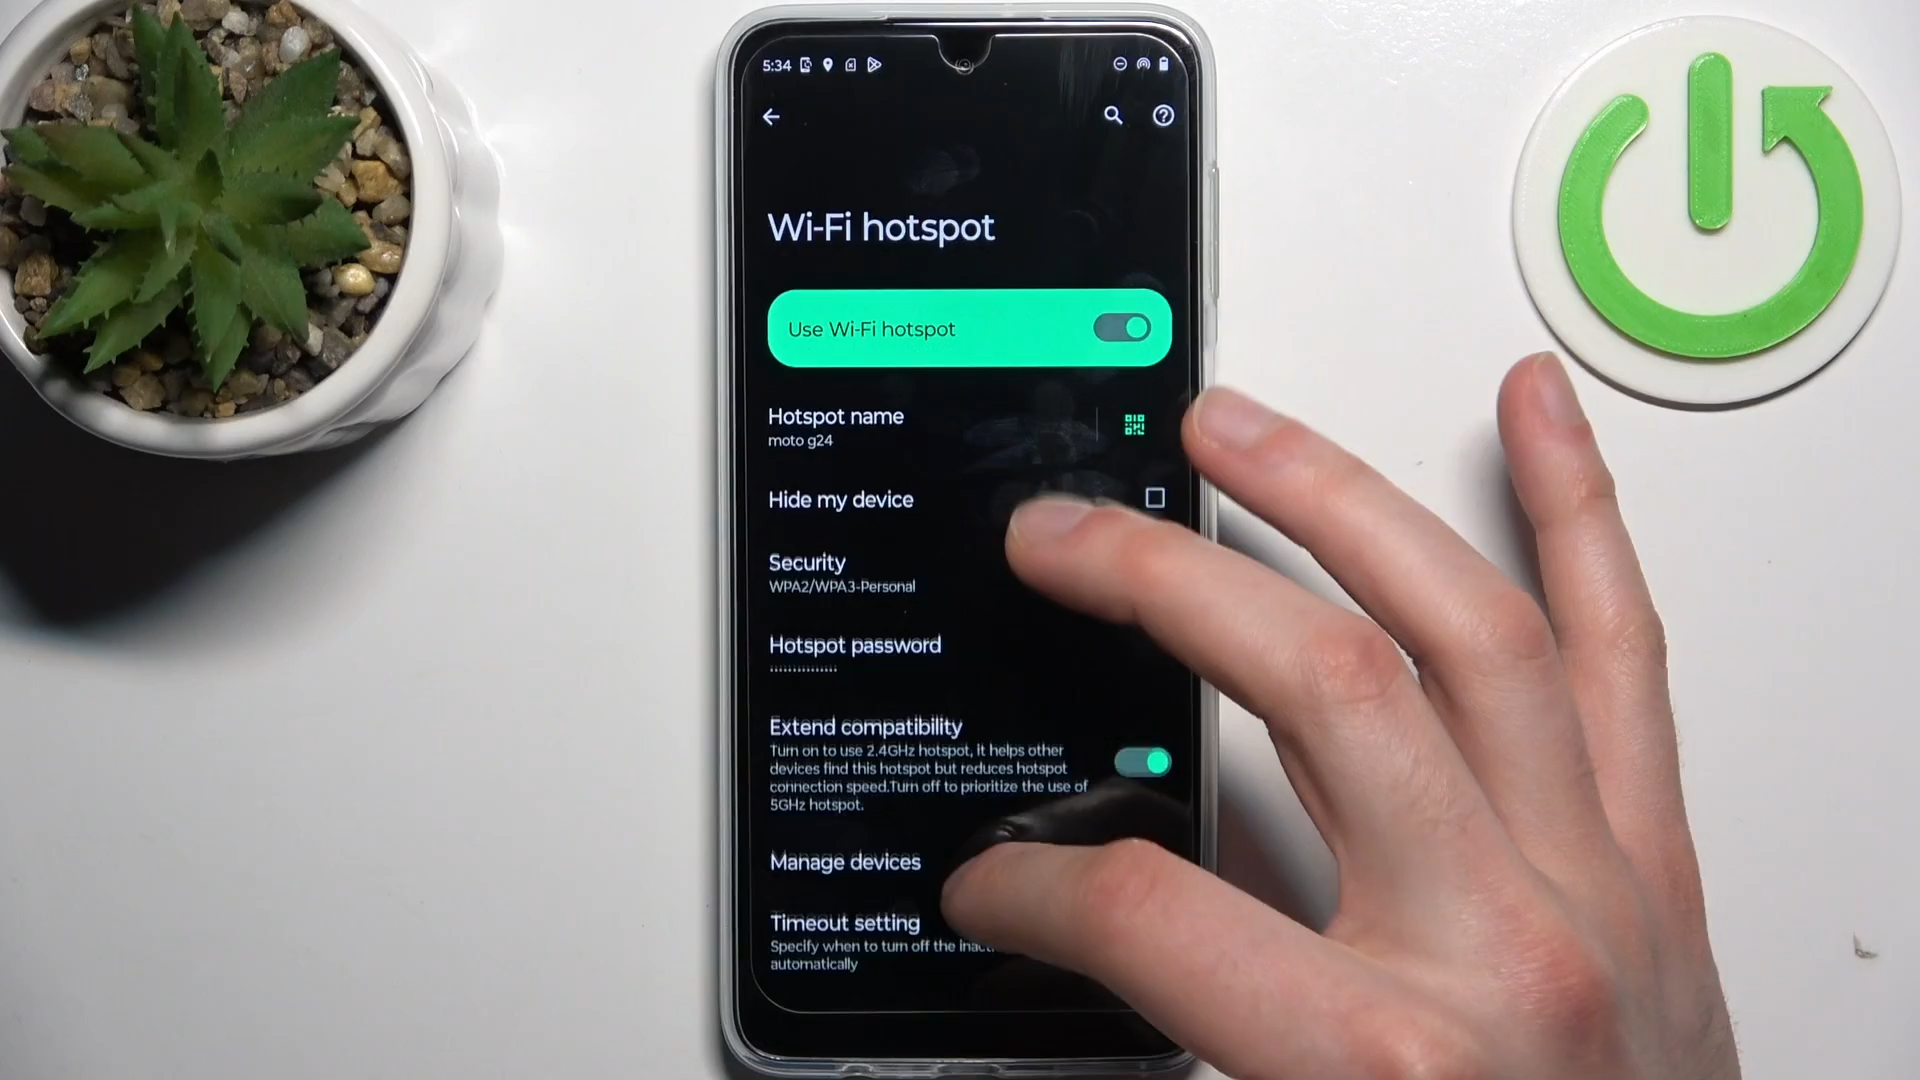 5:34
Wi-Fi hotspot
Use Wi-Fi hotspot
Hotspot name
moto g24
Hide my device
Security
WPA2/WPA3-Personal
Hotspot password
Extend compatibility
Turn on to use 2.4GHz hotspot, it helps other
devices find this hotspot but reduces hotspot
connection speed.Turn off to prioritize the use of
5GHz hotspot.
Manage devices
Timeout setting
Specify when to turn off the
automatically